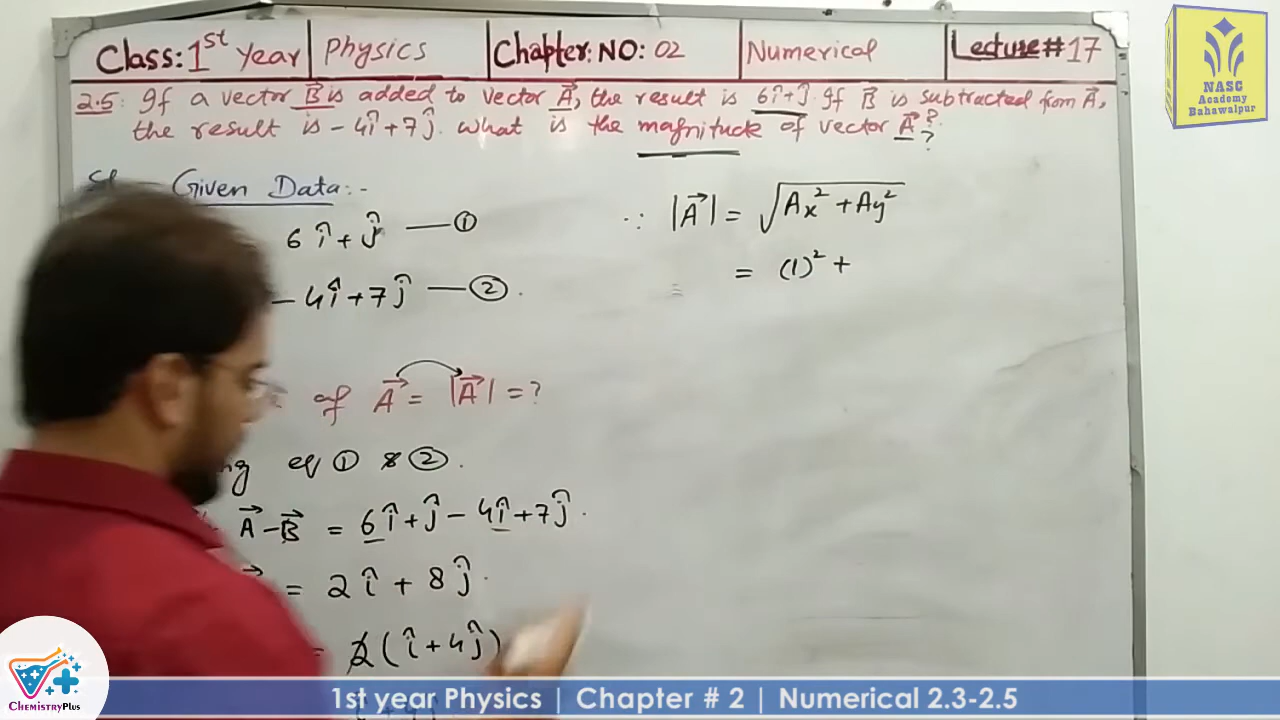 Class: 1st Year | Physics | Chapter: NO: 02 | Numerical | Lecture # 17
NASC
Academy
Bahawalpur
2.5: If a vector B⃗ is added to vector A⃗, the result is 6î+ĵ. If B⃗ is subtracted from A⃗,
the result is -4î+7ĵ. what is the magnitude of vector A⃗?
Given Data:-
6î+ĵ —①
-4î+7ĵ —②.
∵ |A⃗| = √Ax²+Ay²
= (1)² +
of A⃗ = |A⃗| = ?
eq ① & ②.
A⃗-B⃗ = 6î+ĵ-4î+7ĵ.
= 2î + 8ĵ.
= 2(î+4ĵ)
ChemistryPlus
1st year Physics | Chapter # 2 | Numerical 2.3-2.5